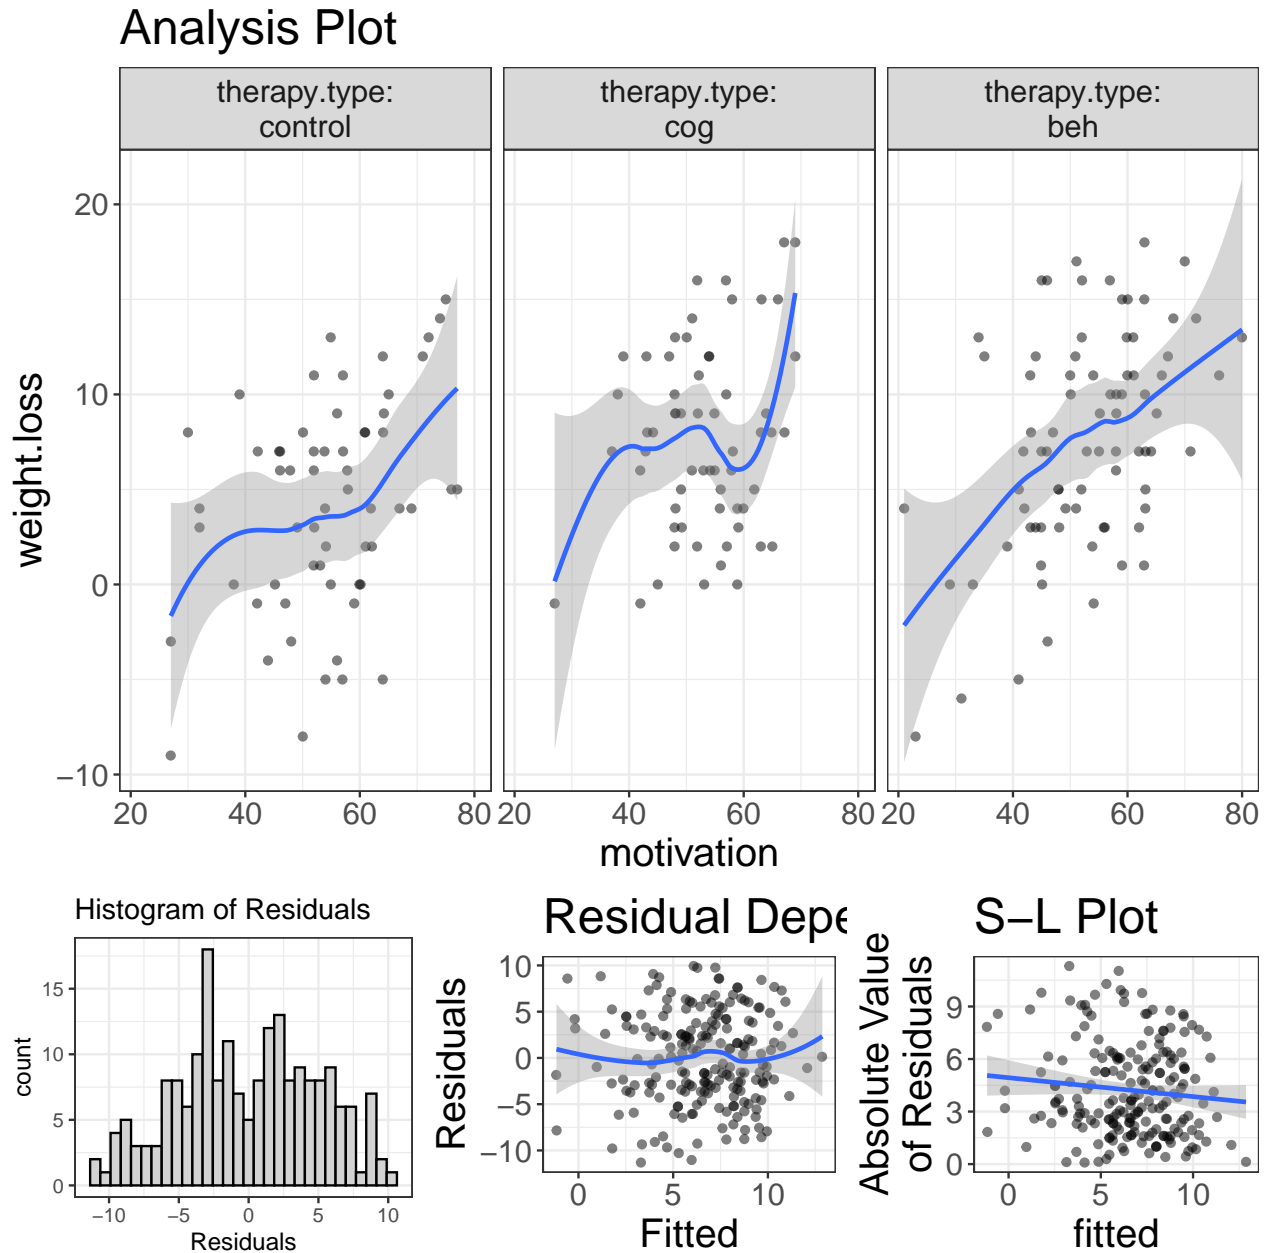 Analysis Plot
therapy.type:
control
therapy.type:
cog
therapy.type:
beh
weight.loss
20
10
0
−10
20 40 60 80
20 40 60 80
20 40 60 80
motivation
Histogram of Residuals
count
15
10
5
0
−10 −5 0 5 10
Residuals
Residual Depe
Residuals
10
5
0
−5
−10
0 5 10
Fitted
S−L Plot
Absolute Value
of Residuals
9
6
3
0
0 5 10
fitted